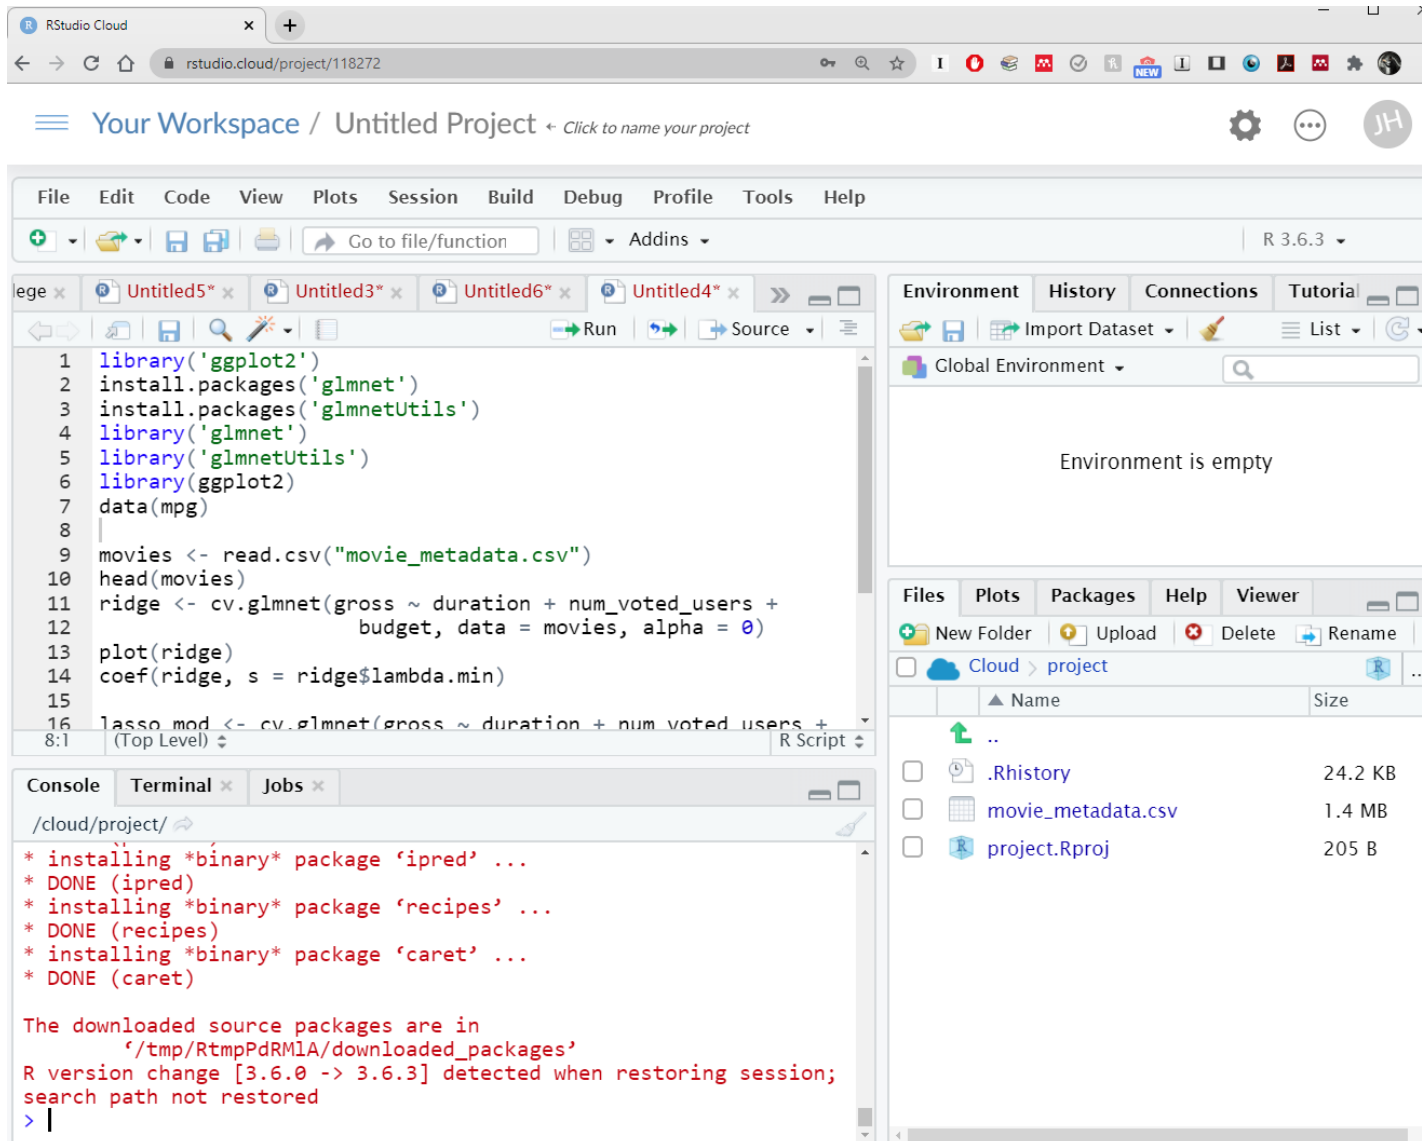 RStudio Cloud
rstudio.cloud/project/118272
NEW
Your Workspace / Untitled Project ← Click to name your project
JH
File Edit Code View Plots Session Build Debug Profile Tools Help
Go to file/function Addins R 3.6.3
lege Untitled5* Untitled3* Untitled6* Untitled4*
Run Source
1 library('ggplot2')
2 install.packages('glmnet')
3 install.packages('glmnetUtils')
4 library('glmnet')
5 library('glmnetUtils')
6 library(ggplot2)
7 data(mpg)
8
9 movies <- read.csv("movie_metadata.csv")
10 head(movies)
11 ridge <- cv.glmnet(gross ~ duration + num_voted_users +
12 budget, data = movies, alpha = 0)
13 plot(ridge)
14 coef(ridge, s = ridge$lambda.min)
15
16 lasso_mod <- cv.glmnet(gross ~ duration + num_voted_users +
8:1 (Top Level) R Script
Console Terminal Jobs
/cloud/project/
* installing *binary* package ‘ipred’ ...
* DONE (ipred)
* installing *binary* package ‘recipes’ ...
* DONE (recipes)
* installing *binary* package ‘caret’ ...
* DONE (caret)
The downloaded source packages are in
‘/tmp/RtmpPdRMlA/downloaded_packages’
R version change [3.6.0 -> 3.6.3] detected when restoring session;
search path not restored
>
Environment History Connections Tutorial
Import Dataset List
Global Environment
Environment is empty
Files Plots Packages Help Viewer
New Folder Upload Delete Rename
Cloud > project
Name Size
..
.Rhistory 24.2 KB
movie_metadata.csv 1.4 MB
project.Rproj 205 B